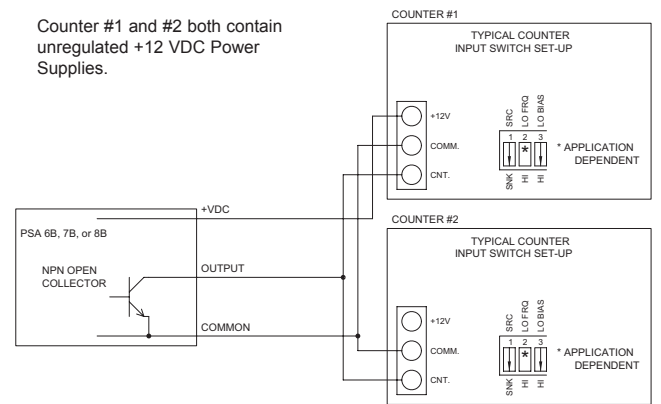 Counter #1 and #2 both contain
unregulated +12 VDC Power
Supplies.
COUNTER #1
TYPICAL COUNTER
INPUT SWITCH SET-UP
+12V
COMM.
CNT.
SRC
LO FRQ
LO BIAS
1 2 3
*
SNK
HI
HI
* APPLICATION
DEPENDENT
PSA 6B, 7B, or 8B
NPN OPEN
COLLECTOR
+VDC
OUTPUT
COMMON
COUNTER #2
TYPICAL COUNTER
INPUT SWITCH SET-UP
+12V
COMM.
CNT.
SRC
LO FRQ
LO BIAS
1 2 3
*
SNK
HI
HI
* APPLICATION
DEPENDENT